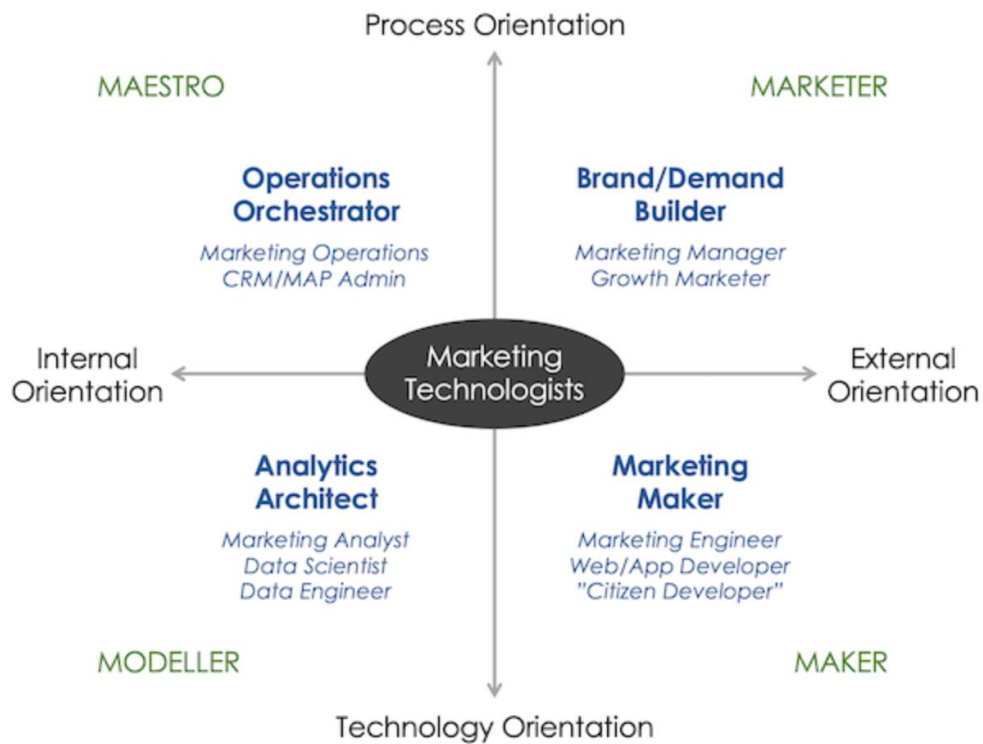 Process Orientation
MAESTRO
MARKETER
Operations
Orchestrator
Marketing Operations
CRM/MAP Admin
Brand/Demand
Builder
Marketing Manager
Growth Marketer
Internal
Orientation
Marketing
Technologists
External
Orientation
Analytics
Architect
Marketing Analyst
Data Scientist
Data Engineer
Marketing
Maker
Marketing Engineer
Web/App Developer
"Citizen Developer"
MODELLER
MAKER
Technology Orientation